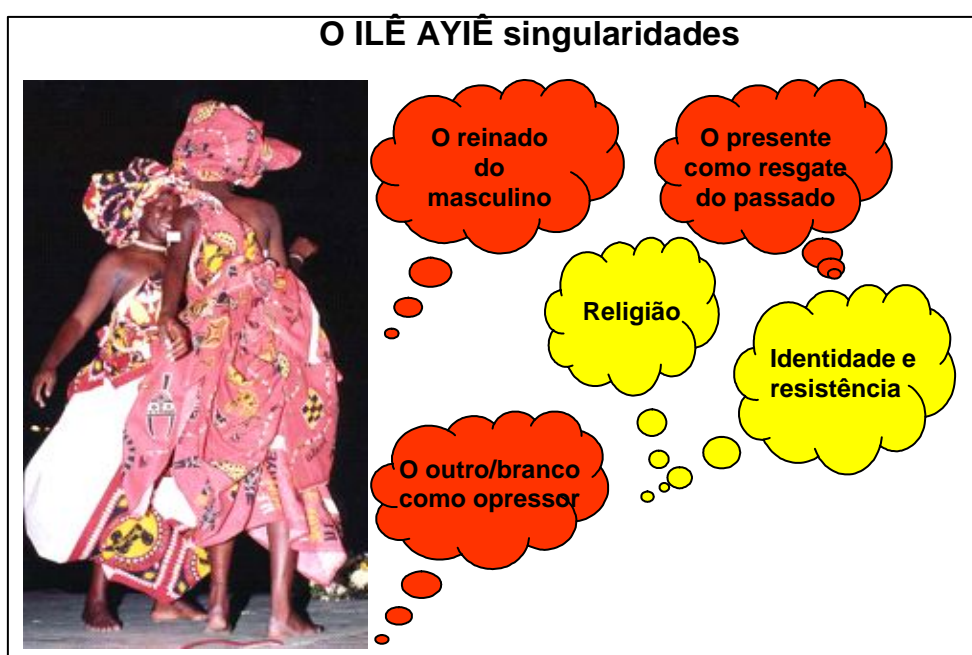 O ILÊ AYIÊ singularidades
O reinado
do
masculino
O presente
como resgate
do passado
Religião
Identidade e
resistência
O outro/branco
como opressor